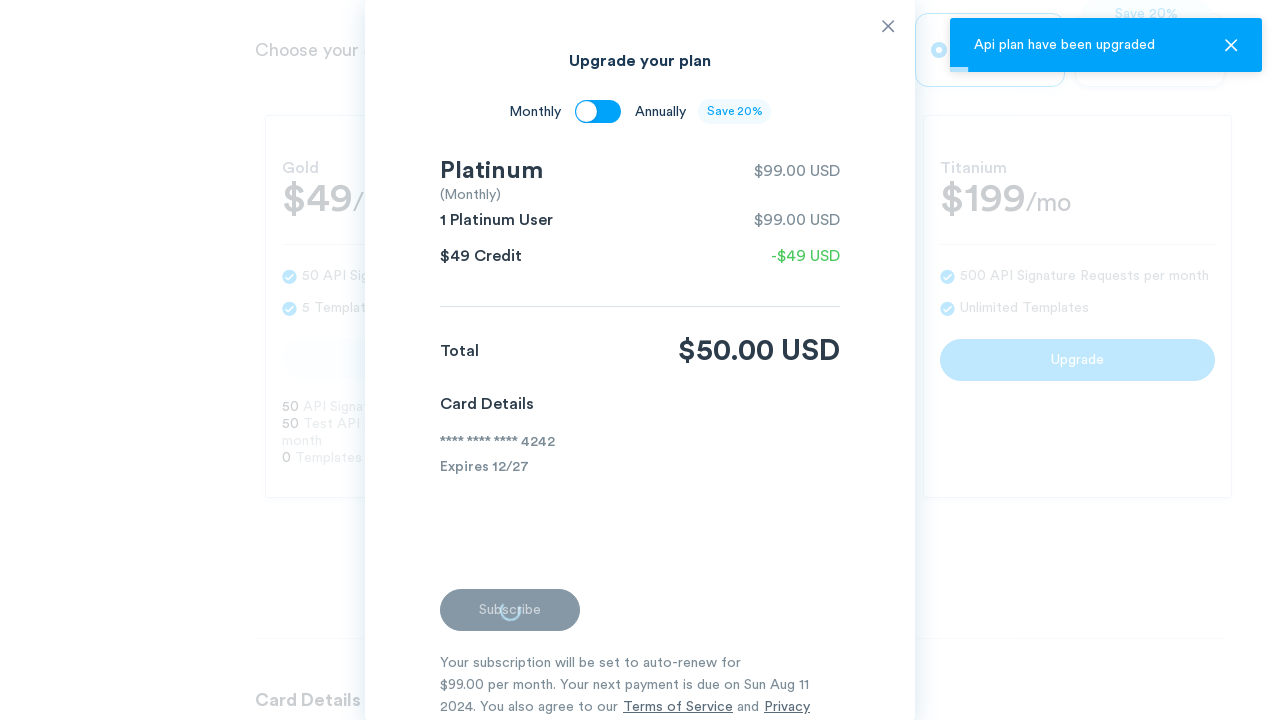 Save 20%
Choose your
Api plan have been upgraded
Upgrade your plan
Monthly
Annually
Save 20%
Gold
$49/
50 API Sig
5 Templat
50 API Signat
50 Test API
month
0 Templates
Platinum
$99.00 USD
(Monthly)
1 Platinum User
$99.00 USD
$49 Credit
-$49 USD
Total
$50.00 USD
Card Details
**** **** **** 4242
Expires 12/27
Subscribe
Your subscription will be set to auto-renew for
$99.00 per month. Your next payment is due on Sun Aug 11
2024. You also agree to our Terms of Service and Privacy
Titanium
$199/mo
500 API Signature Requests per month
Unlimited Templates
Upgrade
Card Details